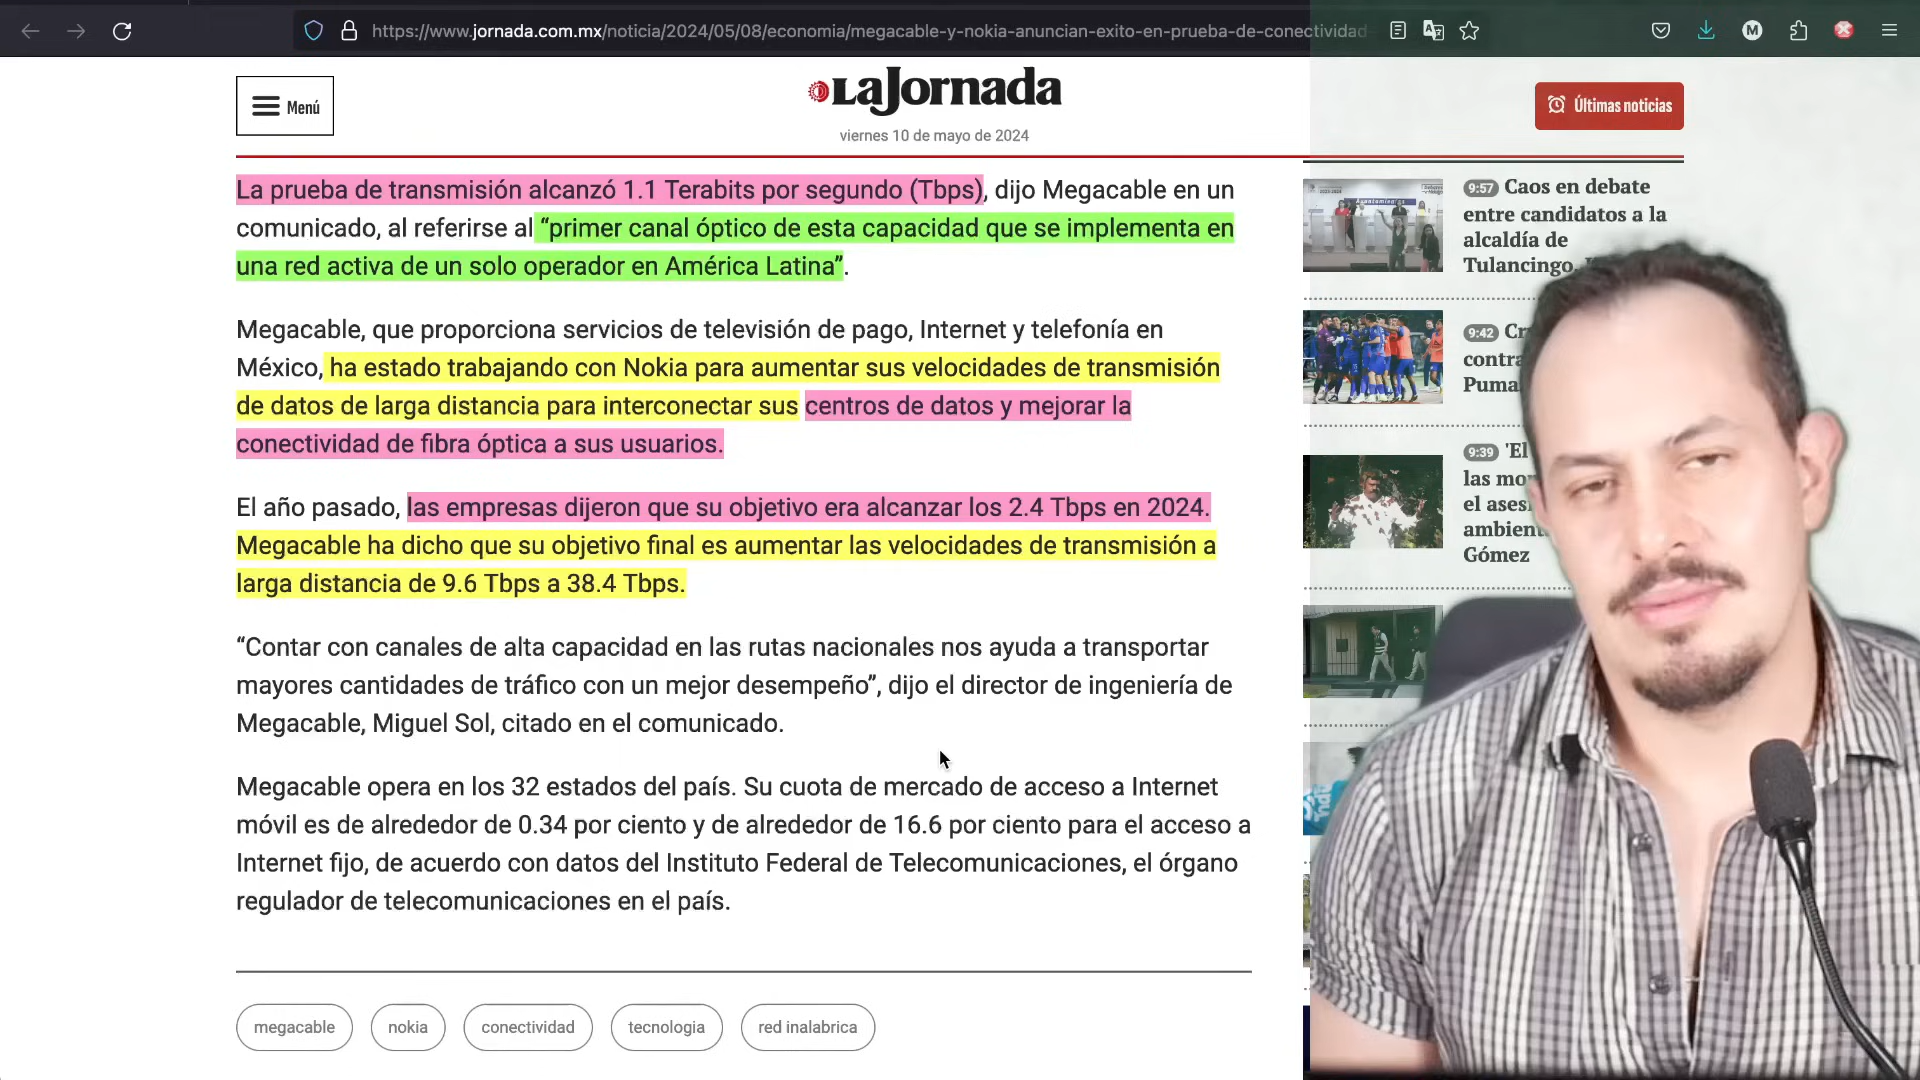 https://www.jornada.com.mx/noticia/2024/05/08/economia/megacable-y-nokia-anuncian-exito-en-prueba-de-conectividad
M
Menú
La Jornada
viernes 10 de mayo de 2024
Últimas noticias
La prueba de transmisión alcanzó 1.1 Terabits por segundo (Tbps), dijo Megacable en un
comunicado, al referirse al “primer canal óptico de esta capacidad que se implementa en
una red activa de un solo operador en América Latina”.
Megacable, que proporciona servicios de televisión de pago, Internet y telefonía en
México, ha estado trabajando con Nokia para aumentar sus velocidades de transmisión
de datos de larga distancia para interconectar sus centros de datos y mejorar la
conectividad de fibra óptica a sus usuarios.
El año pasado, las empresas dijeron que su objetivo era alcanzar los 2.4 Tbps en 2024.
Megacable ha dicho que su objetivo final es aumentar las velocidades de transmisión a
larga distancia de 9.6 Tbps a 38.4 Tbps.
“Contar con canales de alta capacidad en las rutas nacionales nos ayuda a transportar
mayores cantidades de tráfico con un mejor desempeño”, dijo el director de ingeniería de
Megacable, Miguel Sol, citado en el comunicado.
Megacable opera en los 32 estados del país. Su cuota de mercado de acceso a Internet
móvil es de alrededor de 0.34 por ciento y de alrededor de 16.6 por ciento para el acceso a
Internet fijo, de acuerdo con datos del Instituto Federal de Telecomunicaciones, el órgano
regulador de telecomunicaciones en el país.
megacable
nokia
conectividad
tecnologia
red inalabrica
9:57 Caos en debate
entre candidatos a la
alcaldía de
Tulancingo,
9:42
contra
Puma
9:39 'El
las
el
ambien
Gómez